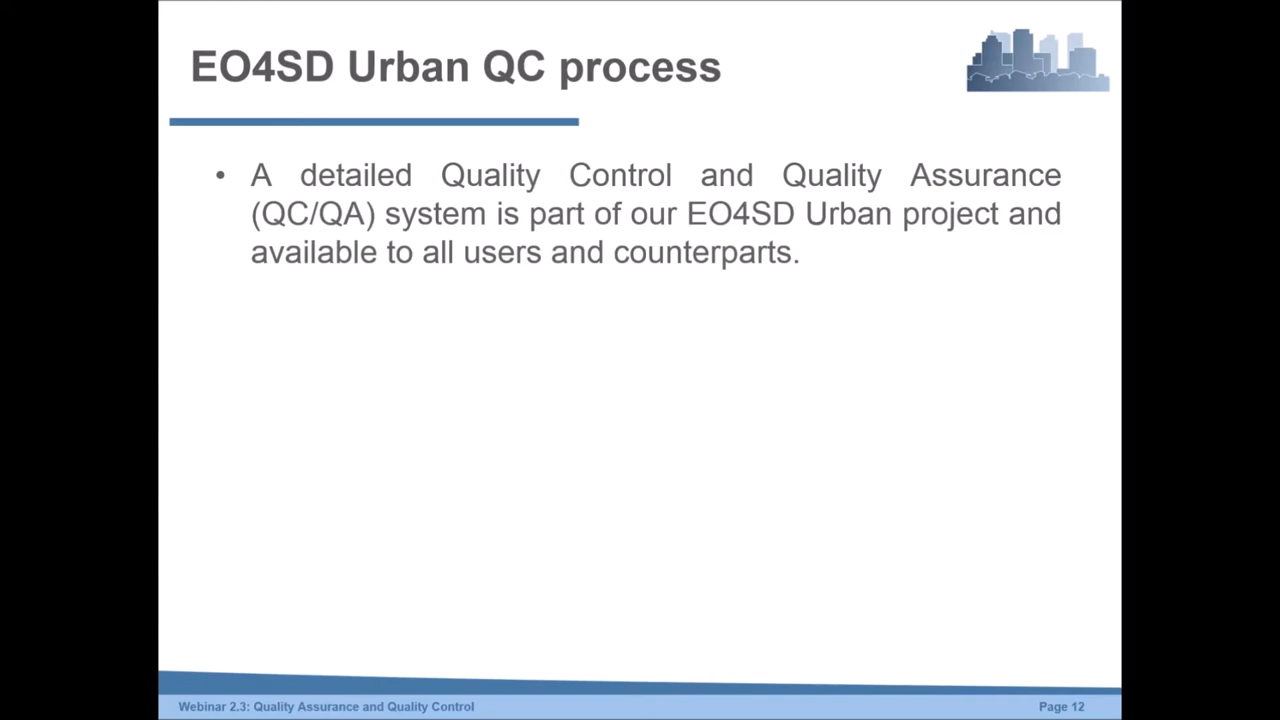 EO4SD Urban QC process
• A detailed Quality Control and Quality Assurance
(QC/QA) system is part of our EO4SD Urban project and
available to all users and counterparts.
Webinar 2.3: Quality Assurance and Quality Control
Page 12